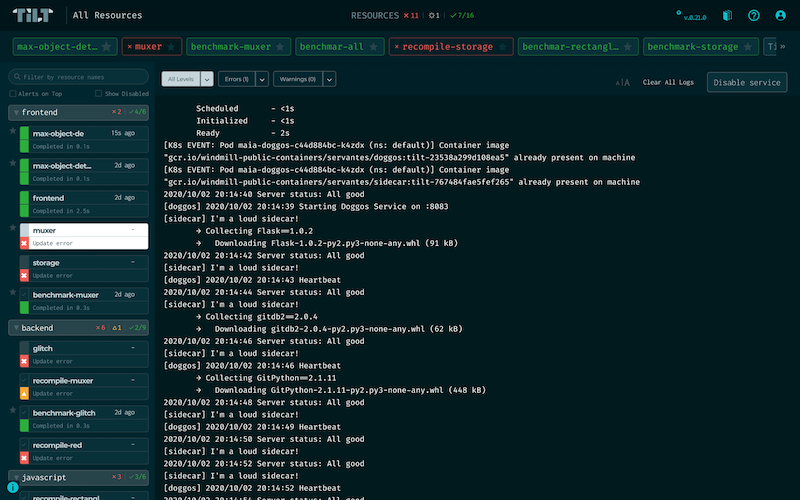 TiLT All Resources RESOURCES × 11 1 ✓ 7/16 v.0.21.0
max-object-det… × muxer benchmark-muxer benchmar-all × recompile-storage benchmar-rectangl… benchmark-storage Ti »
Filter by resource names
Alerts on Top Show Disabled
All Levels Errors (1) Warnings (0) A Clear All Logs Disable service
frontend × 2 ✓ 4/6
max-object-de 15s ago
Completed in 0.1s
max-object-det… 2d ago
Completed in 0.1s
frontend 2d ago
Completed in 2.5s
muxer –
Update error
storage –
Update error
benchmark-muxer 2d ago
Completed in 0.3s
backend × 6 1 ✓ 2/9
glitch –
Update error
recompile-muxer –
Update error
benchmark-glitch 2d ago
Completed in 0.3s
recompile-red –
Update error
javascript × 3 ✓ 3/6
recompile-rectangl
Scheduled - <1s
Initialized - <1s
Ready - 2s
[K8s EVENT: Pod maia-doggos-c44d884bc-k4zdx (ns: default)] Container image
"gcr.io/windmill-public-containers/servantes/doggos:tilt-23538a299d108ea5" already present on machine
[K8s EVENT: Pod maia-doggos-c44d884bc-k4zdx (ns: default)] Container image
"gcr.io/windmill-public-containers/servantes/sidecar:tilt-767484fae5fef265" already present on machine
2020/10/02 20:14:40 Server status: All good
[doggos] 2020/10/02 20:14:39 Starting Doggos Service on :8083
[sidecar] I'm a loud sidecar!
→ Collecting Flask==1.0.2
→ Downloading Flask-1.0.2-py2.py3-none-any.whl (91 kB)
2020/10/02 20:14:42 Server status: All good
[sidecar] I'm a loud sidecar!
[doggos] 2020/10/02 20:14:43 Heartbeat
2020/10/02 20:14:44 Server status: All good
[sidecar] I'm a loud sidecar!
→ Collecting gitdb2==2.0.4
→ Downloading gitdb2-2.0.4-py2.py3-none-any.whl (62 kB)
2020/10/02 20:14:46 Server status: All good
[sidecar] I'm a loud sidecar!
[doggos] 2020/10/02 20:14:46 Heartbeat
→ Collecting GitPython==2.1.11
→ Downloading GitPython-2.1.11-py2.py3-none-any.whl (448 kB)
2020/10/02 20:14:48 Server status: All good
[sidecar] I'm a loud sidecar!
[doggos] 2020/10/02 20:14:49 Heartbeat
2020/10/02 20:14:50 Server status: All good
[sidecar] I'm a loud sidecar!
2020/10/02 20:14:52 Server status: All good
[sidecar] I'm a loud sidecar!
[doggos] 2020/10/02 20:14:52 Heartbeat
2020/10/02 20:14:54 Server status: All good